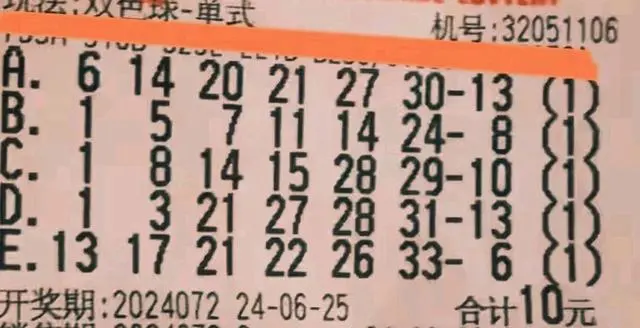 玩法:双色球-单式
机号:32051106
A. 6 14 20 21 27 30-13 (1)
B. 1 5 7 11 14 24- 8 (1)
C. 1 8 14 15 28 29-10 (1)
D. 1 3 21 27 28 31-13 (1)
E. 13 17 21 22 26 33- 6 (1)
开奖期:2024072 24-06-25 合计10元